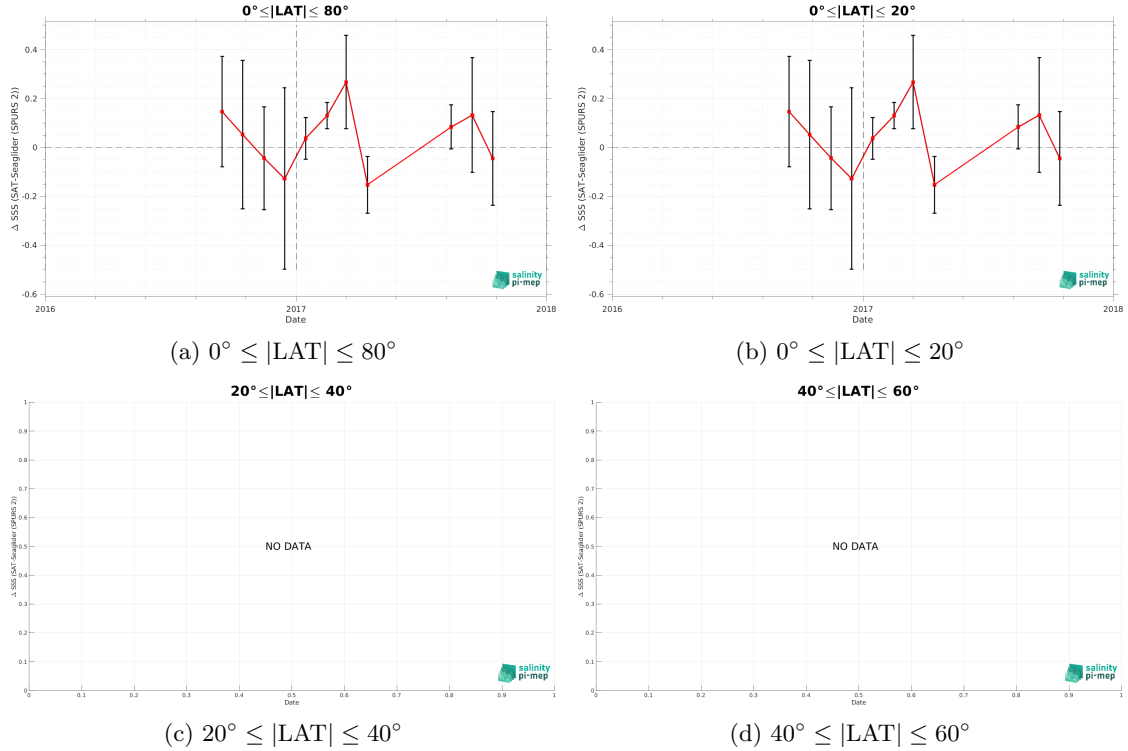 0°≤|LAT|≤ 80°
Δ SSS (SAT-Seaglider (SPURS 2))
0.4
0.2
0
-0.2
-0.4
-0.6
2016
2017
2018
Date
salinity
pi-mep
(a) 0° ≤ |LAT| ≤ 80°
0°≤|LAT|≤ 20°
Δ SSS (SAT-Seaglider (SPURS 2))
0.4
0.2
0
-0.2
-0.4
-0.6
2016
2017
2018
Date
salinity
pi-mep
(b) 0° ≤ |LAT| ≤ 20°
20°≤|LAT|≤ 40°
Δ SSS (SAT-Seaglider (SPURS 2))
1
0.9
0.8
0.7
0.6
0.5
0.4
0.3
0.2
0.1
0
NO DATA
0 0.1 0.2 0.3 0.4 0.5 0.6 0.7 0.8 0.9 1
Date
salinity
pi-mep
(c) 20° ≤ |LAT| ≤ 40°
40°≤|LAT|≤ 60°
Δ SSS (SAT-Seaglider (SPURS 2))
1
0.9
0.8
0.7
0.6
0.5
0.4
0.3
0.2
0.1
0
NO DATA
0 0.1 0.2 0.3 0.4 0.5 0.6 0.7 0.8 0.9 1
Date
salinity
pi-mep
(d) 40° ≤ |LAT| ≤ 60°